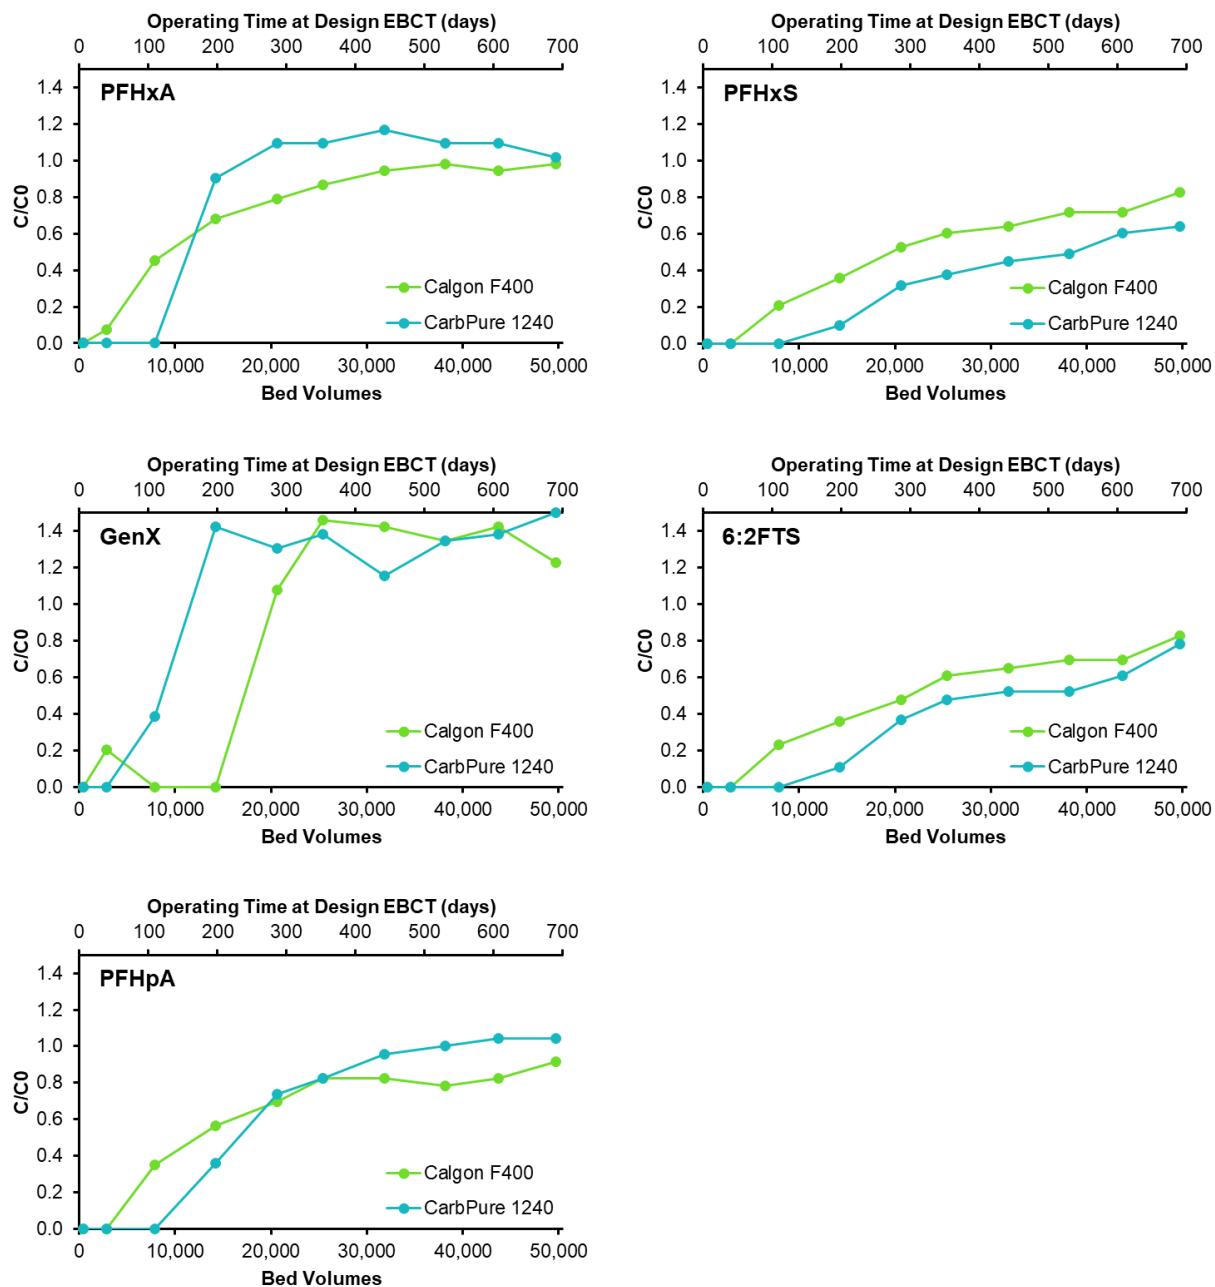 Operating Time at Design EBCT (days)
0 100 200 300 400 500 600 700
PFHxA
1.4
1.2
1.0
0.8
0.6
0.4
0.2
0.0
C/C0
Calgon F400
CarbPure 1240
0 10,000 20,000 30,000 40,000 50,000
Bed Volumes
Operating Time at Design EBCT (days)
0 100 200 300 400 500 600 700
PFHxS
1.4
1.2
1.0
0.8
0.6
0.4
0.2
0.0
C/C0
Calgon F400
CarbPure 1240
0 10,000 20,000 30,000 40,000 50,000
Bed Volumes
Operating Time at Design EBCT (days)
0 100 200 300 400 500 600 700
GenX
1.4
1.2
1.0
0.8
0.6
0.4
0.2
0.0
C/C0
Calgon F400
CarbPure 1240
0 10,000 20,000 30,000 40,000 50,000
Bed Volumes
Operating Time at Design EBCT (days)
0 100 200 300 400 500 600 700
6:2FTS
1.4
1.2
1.0
0.8
0.6
0.4
0.2
0.0
C/C0
Calgon F400
CarbPure 1240
0 10,000 20,000 30,000 40,000 50,000
Bed Volumes
Operating Time at Design EBCT (days)
0 100 200 300 400 500 600 700
PFHpA
1.4
1.2
1.0
0.8
0.6
0.4
0.2
0.0
C/C0
Calgon F400
CarbPure 1240
0 10,000 20,000 30,000 40,000 50,000
Bed Volumes